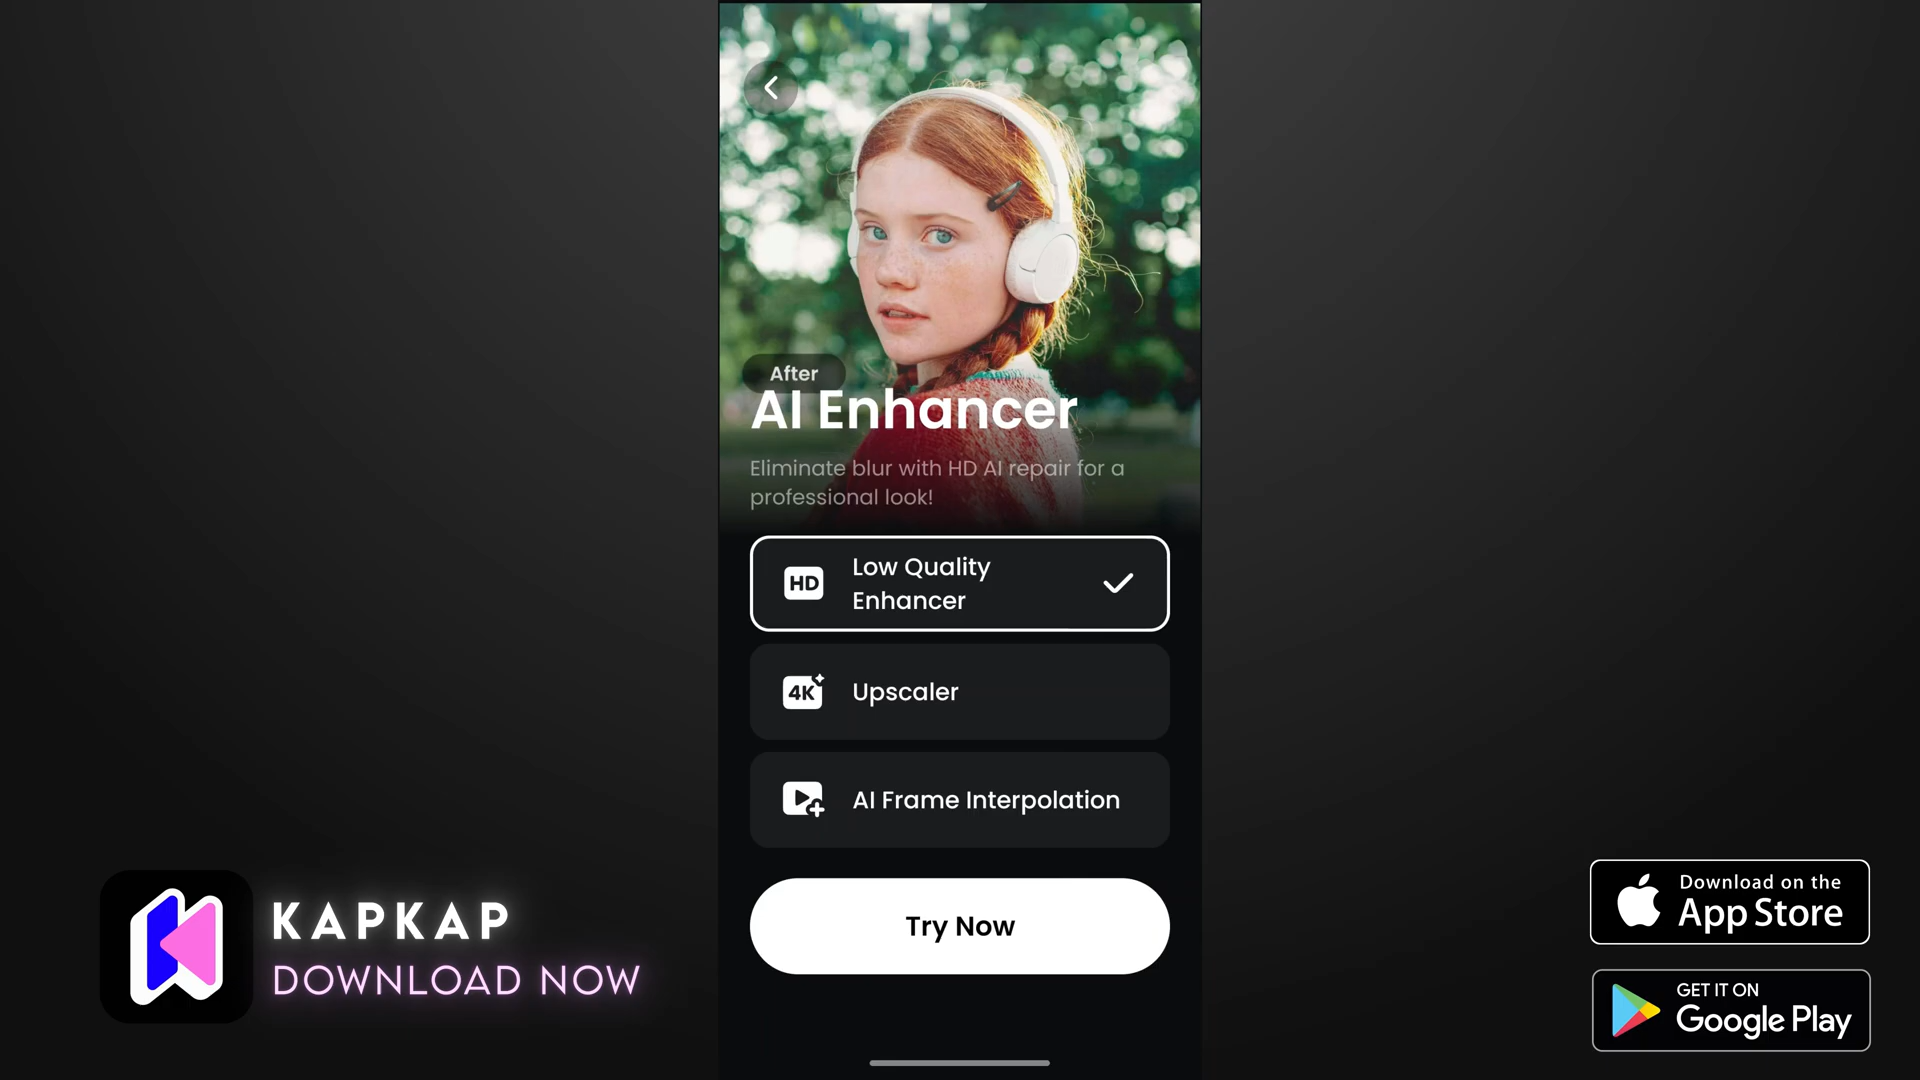 After
AI Enhancer
Eliminate blur with HD AI repair for a
professional look!
HD
Low Quality
Enhancer
4K
Upscaler
AI Frame Interpolation
Try Now
KAPKAP
DOWNLOAD NOW
Download on the
App Store
GET IT ON
Google Play